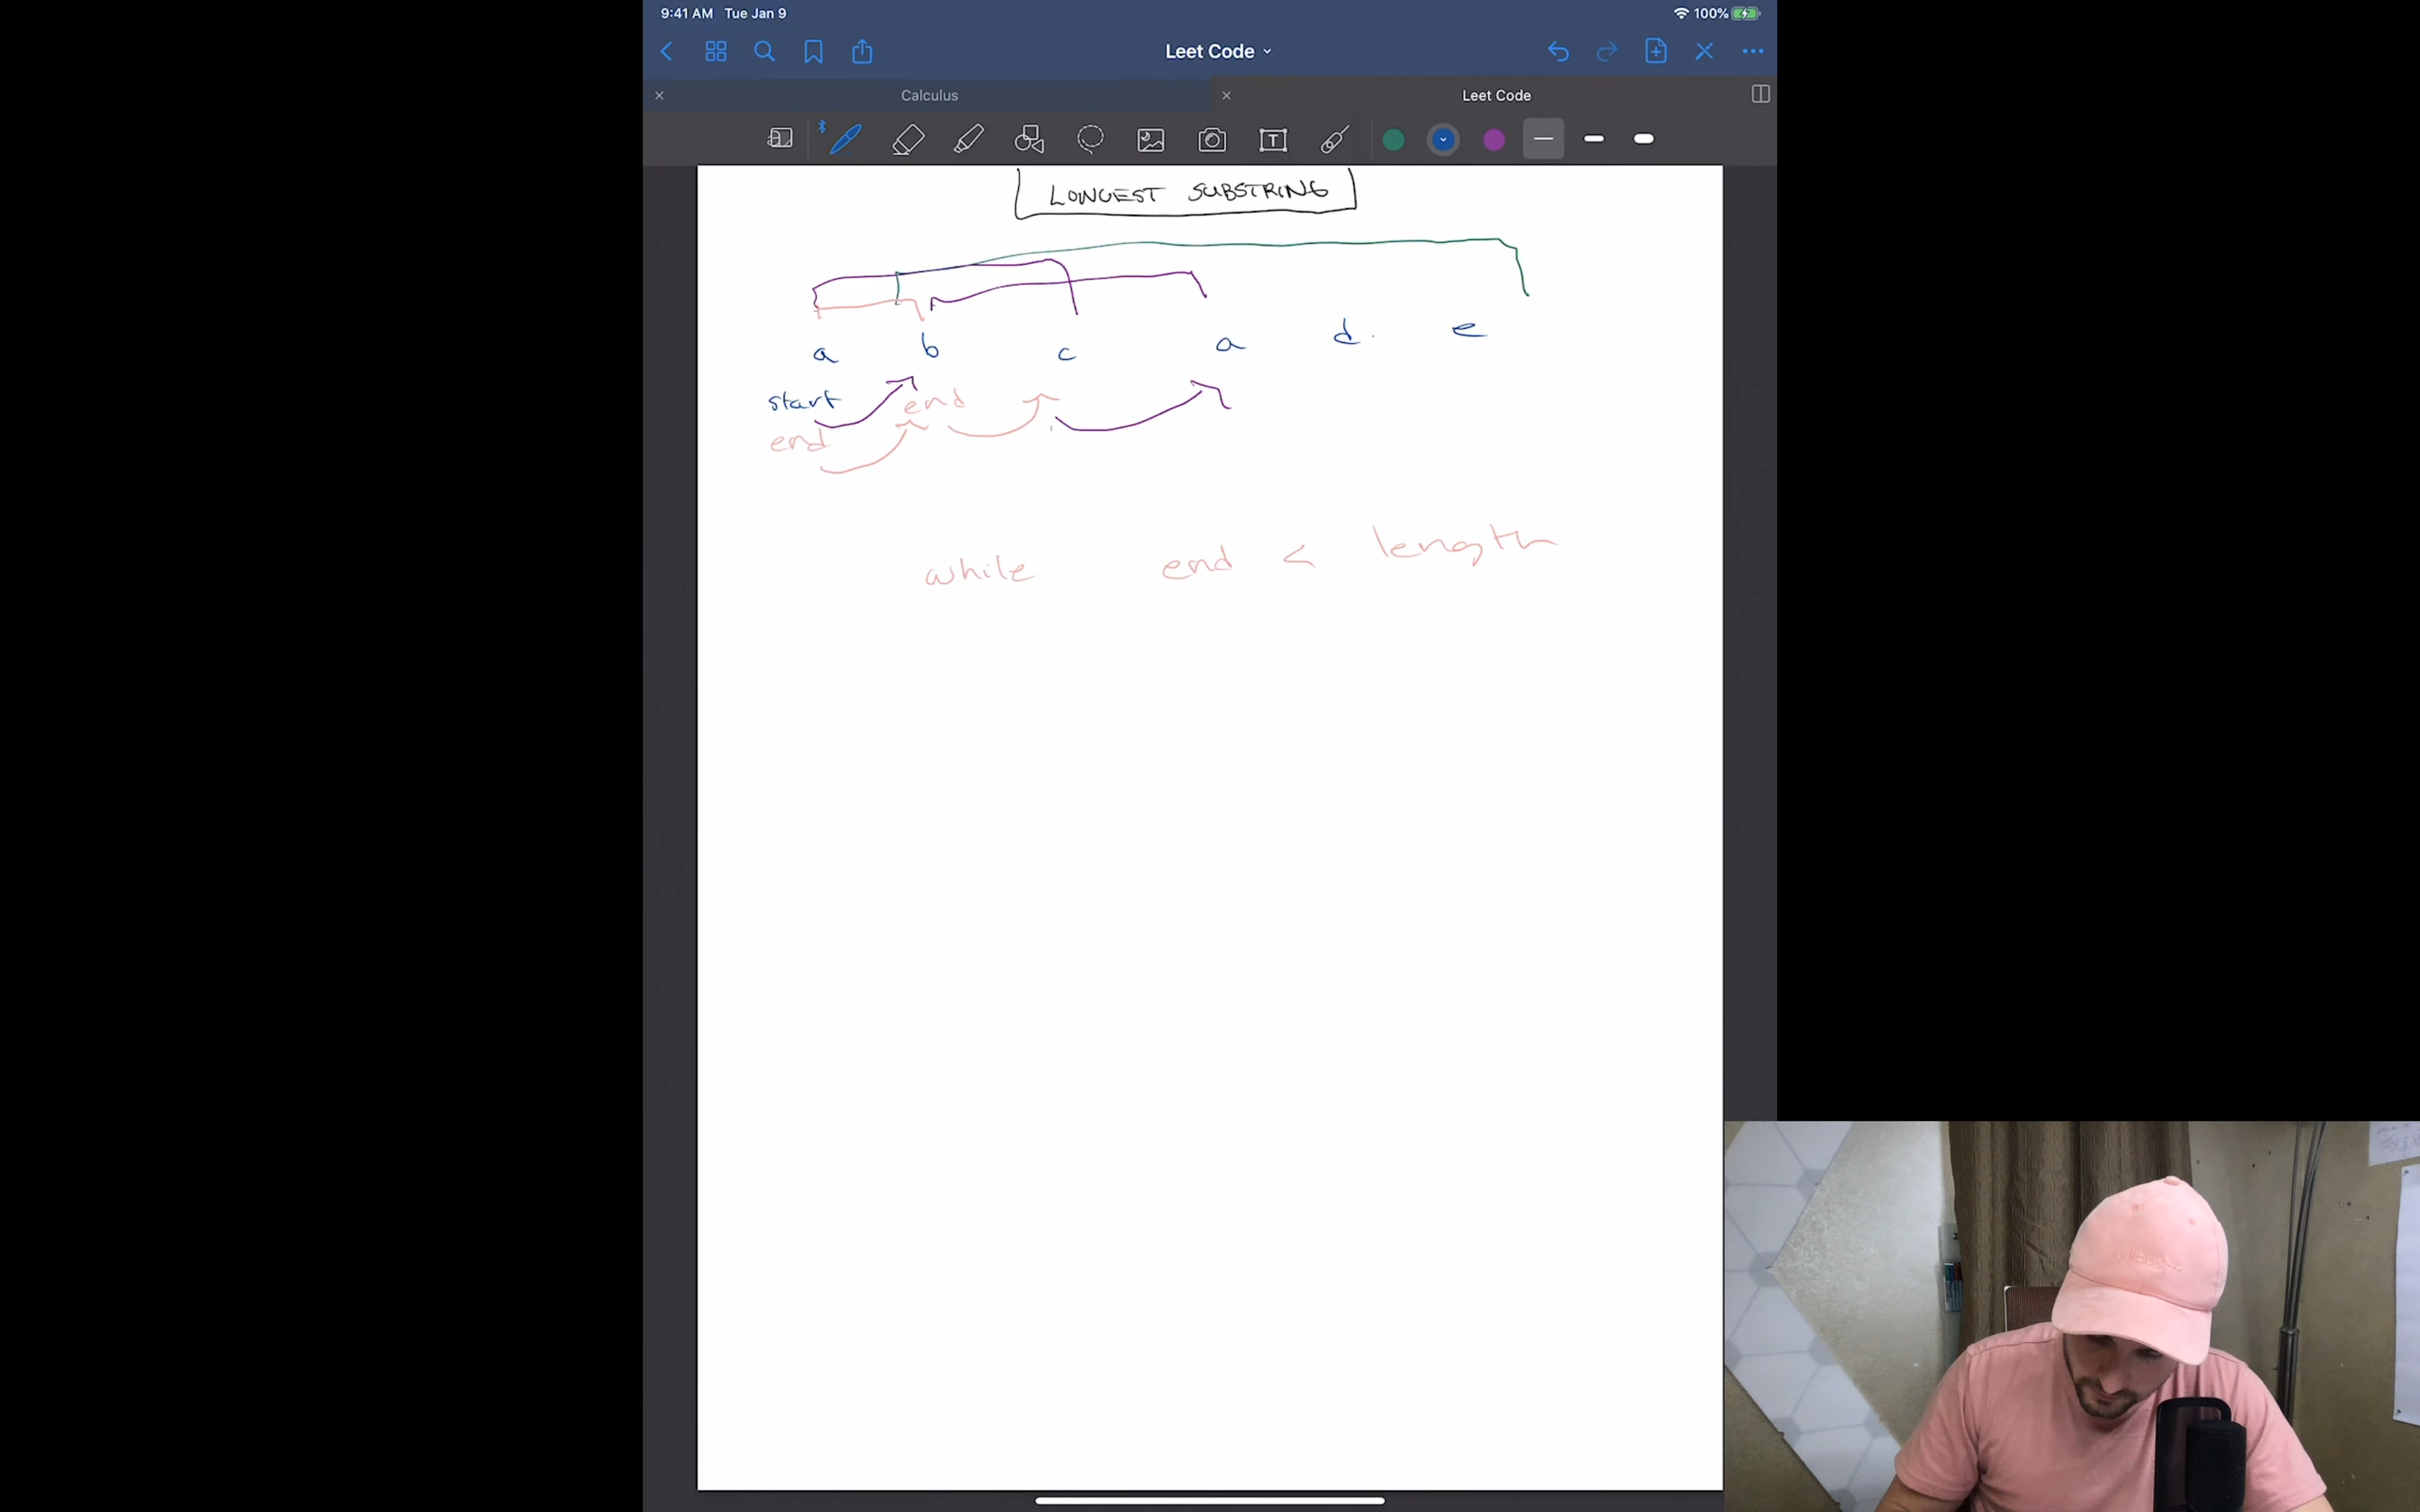 9:41 AM Tue Jan 9 100%
Leet Code
Calculus Leet Code
T
LONGEST SUBSTRING
a b c a d. e
start end
end
while end < length